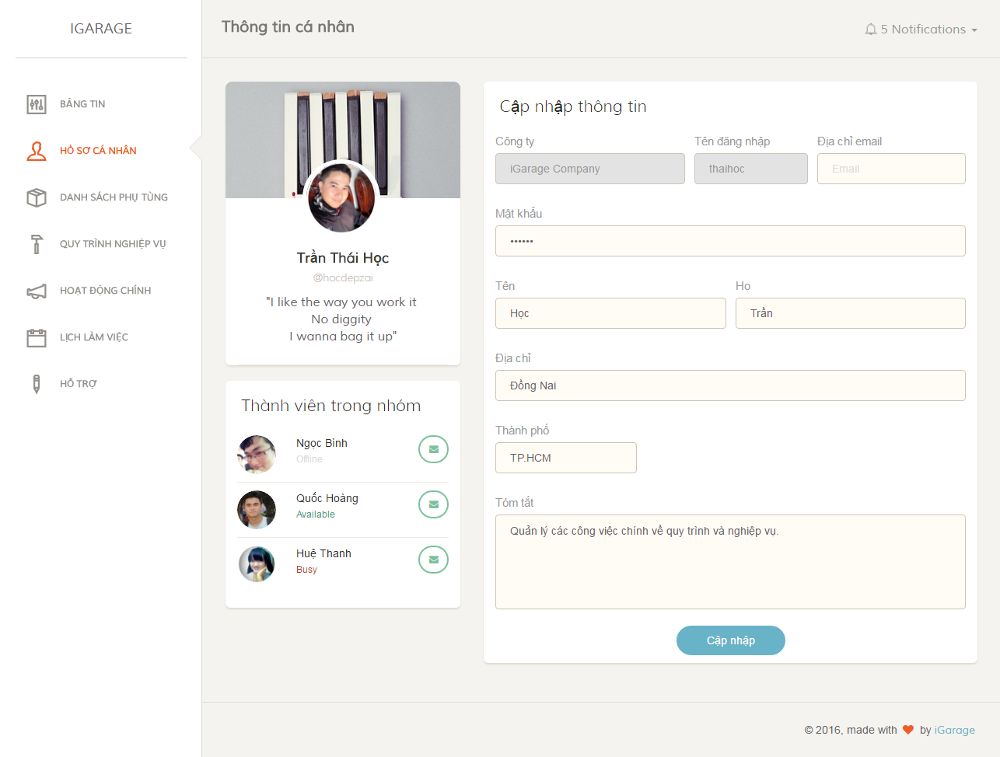 IGARAGE
BẢNG TIN
HỒ SƠ CÁ NHÂN
DANH SÁCH PHỤ TÙNG
QUY TRÌNH NGHIỆP VỤ
HOẠT ĐỘNG CHÍNH
LỊCH LÀM VIỆC
HỖ TRỢ
Thông tin cá nhân
5 Notifications
Trần Thái Học
@hocdepzai
"I like the way you work it
No diggity
I wanna bag it up"
Thành viên trong nhóm
Ngọc Bình
Offline
Quốc Hoàng
Available
Huệ Thanh
Busy
Cập nhập thông tin
Công ty Tên đăng nhập Địa chỉ email
iGarage Company thaihoc Email
Mật khẩu
••••••
Tên Họ
Học Trần
Địa chỉ
Đồng Nai
Thành phố
TP.HCM
Tóm tắt
Quản lý các công việc chính về quy trình và nghiệp vụ.
Cập nhập
© 2016, made with ♥ by iGarage